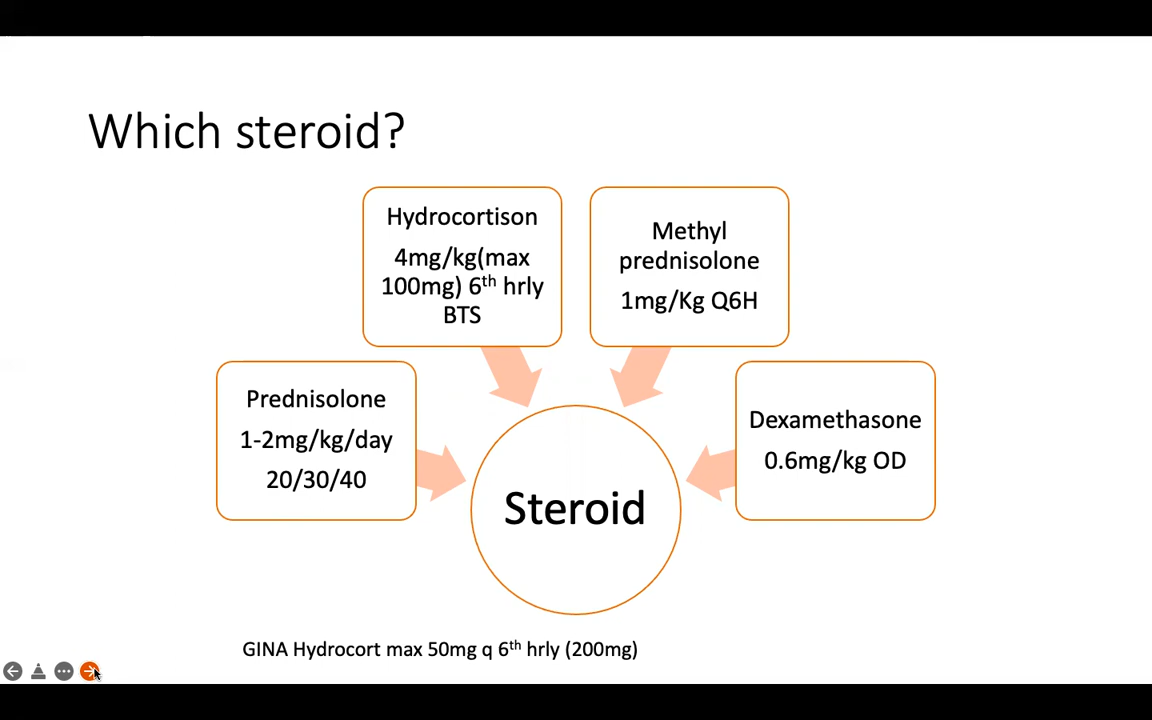 Which steroid?
Hydrocortison
4mg/kg(max
100mg) 6th hrly
BTS
Methyl
prednisolone
1mg/Kg Q6H
Prednisolone
1-2mg/kg/day
20/30/40
Dexamethasone
0.6mg/kg OD
Steroid
GINA Hydrocort max 50mg q 6th hrly (200mg)